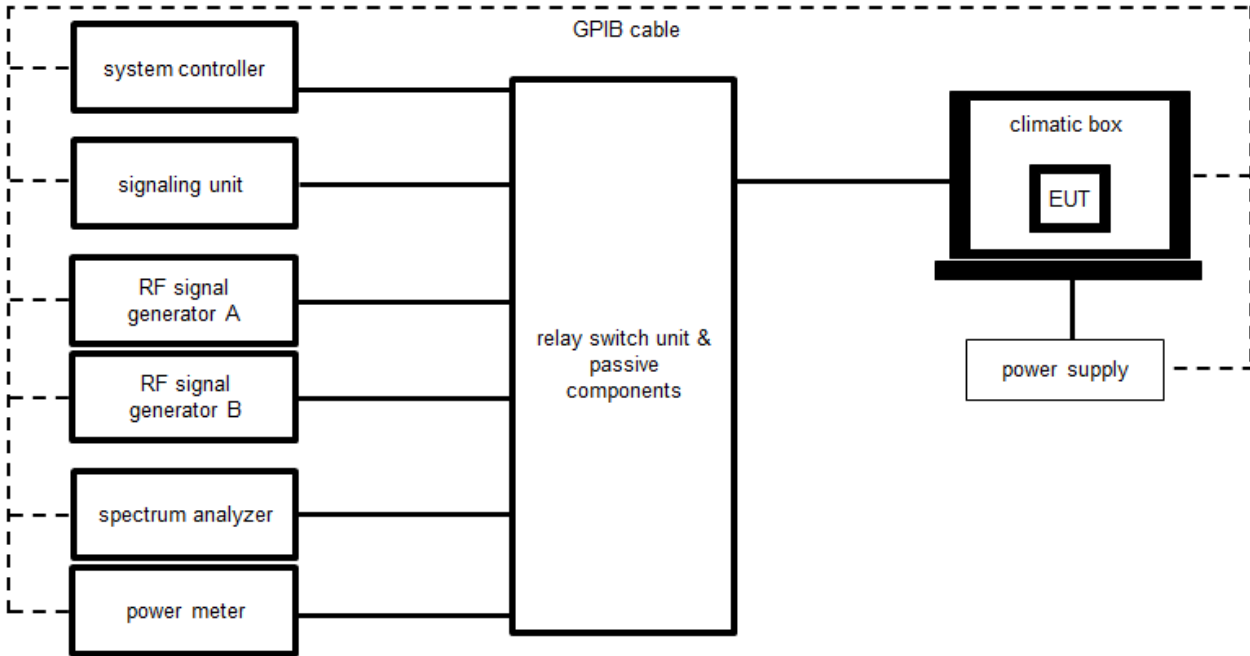 GPIB cable
system controller
signaling unit
RF signal
generator A
RF signal
generator B
spectrum analyzer
power meter
relay switch unit &
passive
components
climatic box
EUT
power supply